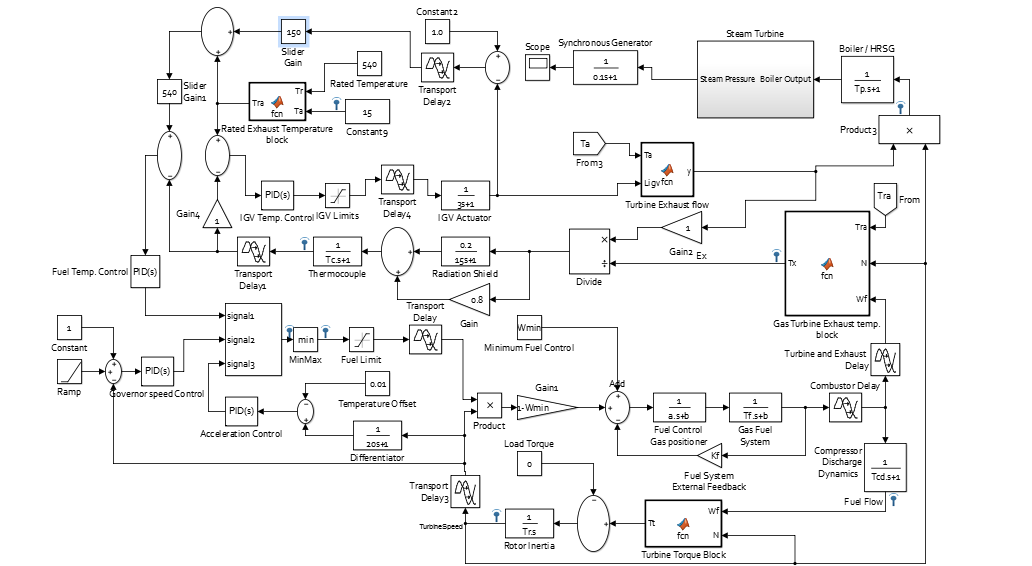 Constant2
Steam Turbine
150
1.0
Scope
Synchronous Generator
Boiler / HRSG
Slider
Gain
540
Rated Temperature
Transport
Delay2
1
0.1s+1
Steam Pressure
Boiler Output
1
Tp.s+1
540
Slider
Gain1
Tra
fcn
Tr
Ta
15
Constant9
Rated Exhaust Temperature
block
Product3
×
Ta
From3
Ta
Ligv
fcn
y
Turbine Exhaust flow
PID(s)
IGV Temp. Control
IGV Limits
Transport
Delay4
1
3s+1
IGV Actuator
Tra
From
Gain4
1
1
Gain2
Ex
Tra
Tx
N
fcn
Wf
Gas Turbine Exhaust temp.
block
Fuel Temp. Control
PID(s)
Transport
Delay1
1
Tc.s+1
Thermocouple
0.2
15s+1
Radiation Shield
×
÷
Divide
0.8
Gain
Transport
Delay
1
Constant
signal1
signal2
signal3
min
MinMax
Fuel Limit
Wmin
Minimum Fuel Control
Ramp
PID(s)
Governor speed Control
Turbine and Exhaust
Delay
PID(s)
Acceleration Control
0.01
Temperature Offset
1
20s+1
Differentiator
×
Product
Gain1
1-Wmin
Add
a
a.s+b
Fuel Control
Gas positioner
1
Tf.s+b
Gas Fuel
System
Combustor Delay
Kf
Fuel System
External Feedback
Compressor
Discharge
Dynamics
1
Tcd.s+1
Load Torque
0
Transport
Delay3
TurbineSpeed
1
Tr.s
Rotor Inertia
Tt
fcn
Wf
N
Turbine Torque Block
Fuel Flow